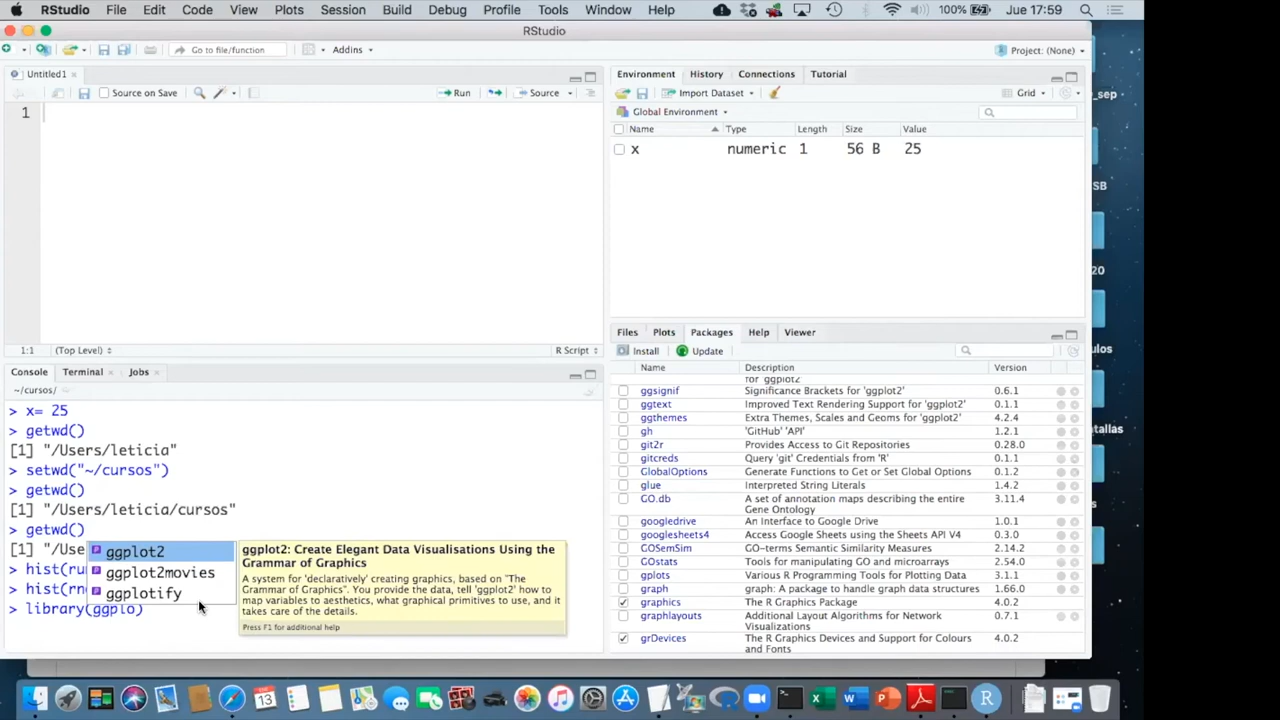 RStudio File Edit Code View Plots Session Build Debug Profile Tools Window Help 100% Jue 17:59
RStudio
Go to file/function Addins Project: (None)
Untitled1
Source on Save Run Source
1
1:1 (Top Level) R Script
Console Terminal Jobs
~/cursos/
> x= 25
> getwd()
[1] "/Users/leticia"
> setwd("~/cursos")
> getwd()
[1] "/Users/leticia/cursos"
> getwd()
[1] "/Use
> hist(ru
> hist(rn
> library(ggplo)
ggplot2
ggplot2movies
ggplotify
ggplot2: Create Elegant Data Visualisations Using the
Grammar of Graphics
A system for 'declaratively' creating graphics, based on "The
Grammar of Graphics". You provide the data, tell 'ggplot2' how to
map variables to aesthetics, what graphical primitives to use, and it
takes care of the details.
Press F1 for additional help
Environment History Connections Tutorial
Import Dataset Grid
Global Environment
Name Type Length Size Value
x numeric 1 56 B 25
Files Plots Packages Help Viewer
Install Update
Name Description Version
for 'ggplot2'
ggsignif Significance Brackets for 'ggplot2' 0.6.1
ggtext Improved Text Rendering Support for 'ggplot2' 0.1.1
ggthemes Extra Themes, Scales and Geoms for 'ggplot2' 4.2.4
gh 'GitHub' 'API' 1.2.1
git2r Provides Access to Git Repositories 0.28.0
gitcreds Query 'git' Credentials from 'R' 0.1.1
GlobalOptions Generate Functions to Get or Set Global Options 0.1.2
glue Interpreted String Literals 1.4.2
GO.db A set of annotation maps describing the entire 3.11.4
Gene Ontology
googledrive An Interface to Google Drive 1.0.1
googlesheets4 Access Google Sheets using the Sheets API V4 0.3.0
GOSemSim GO-terms Semantic Similarity Measures 2.14.2
GOstats Tools for manipulating GO and microarrays 2.54.0
gplots Various R Programming Tools for Plotting Data 3.1.1
graph graph: A package to handle graph data structures 1.66.0
graphics The R Graphics Package 4.0.2
graphlayouts Additional Layout Algorithms for Network 0.7.1
Visualizations
grDevices The R Graphics Devices and Support for Colours 4.0.2
and Fonts
_sep
SB
20
ulos
tallas
s
13